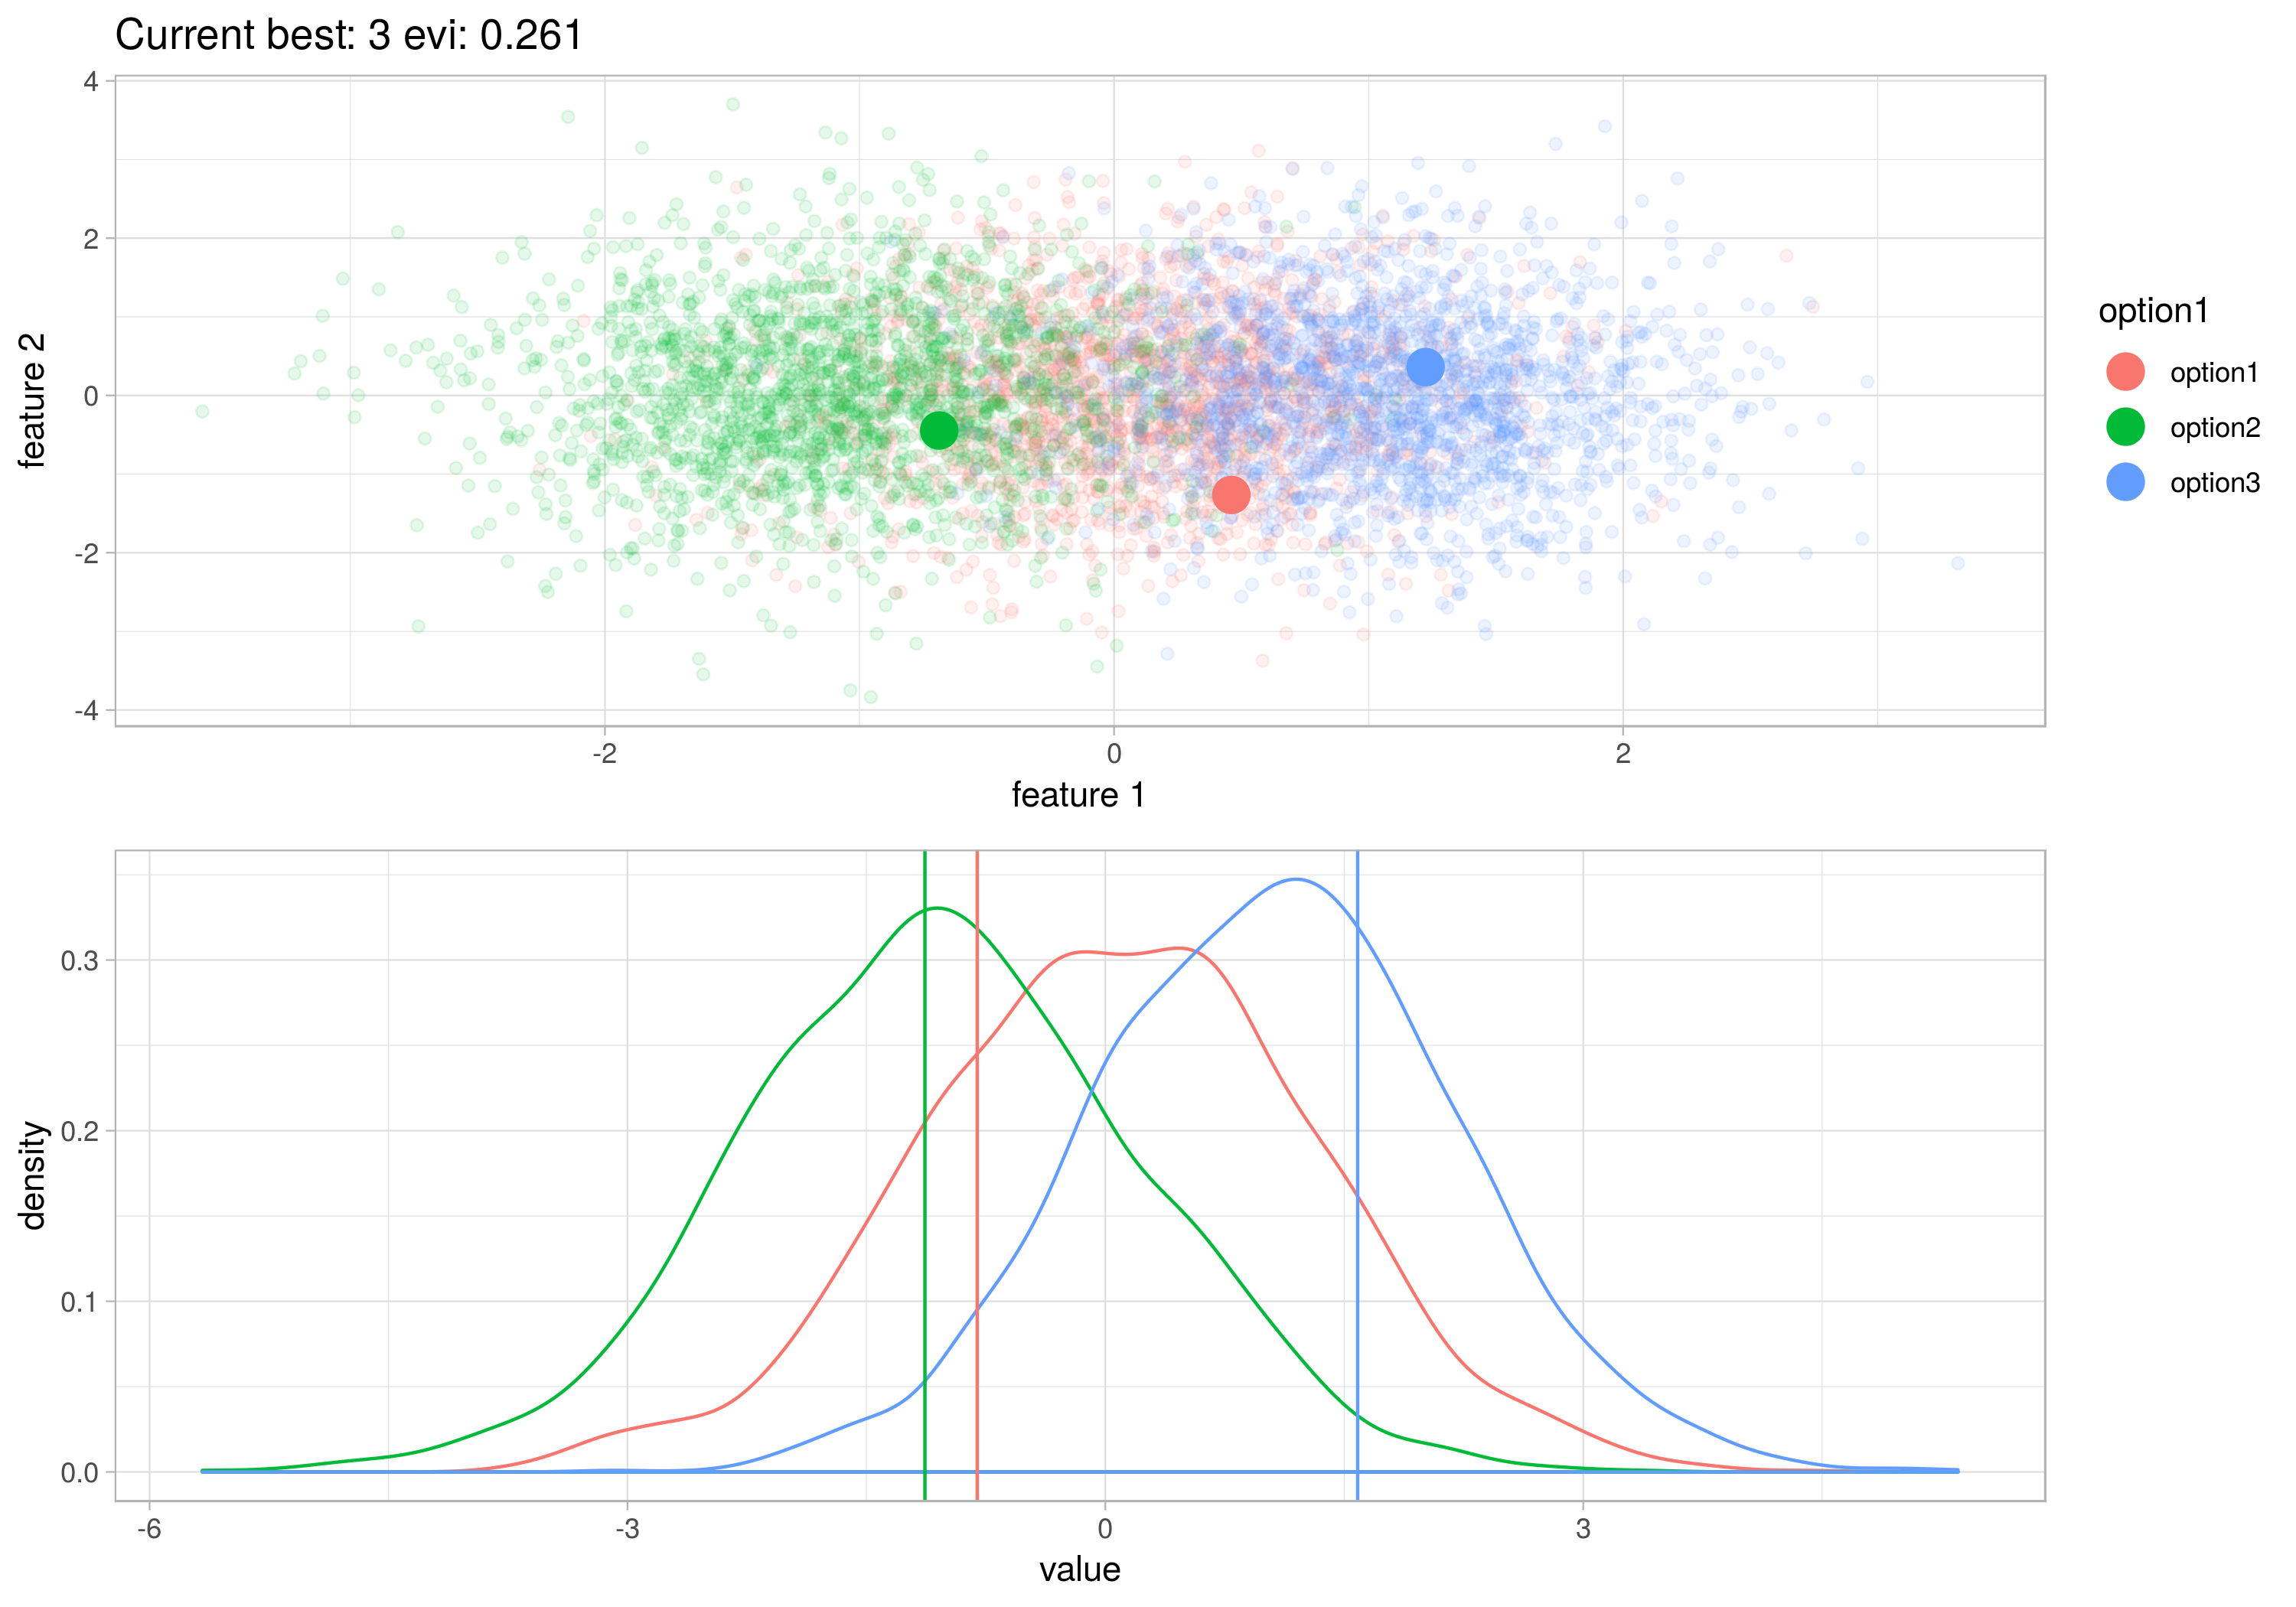 Current best: 3 evi: 0.261
4
2
0
-2
-4
feature 2
-2
0
2
feature 1
option1
option1
option2
option3
0.3
0.2
0.1
0.0
density
-6
-3
0
3
value